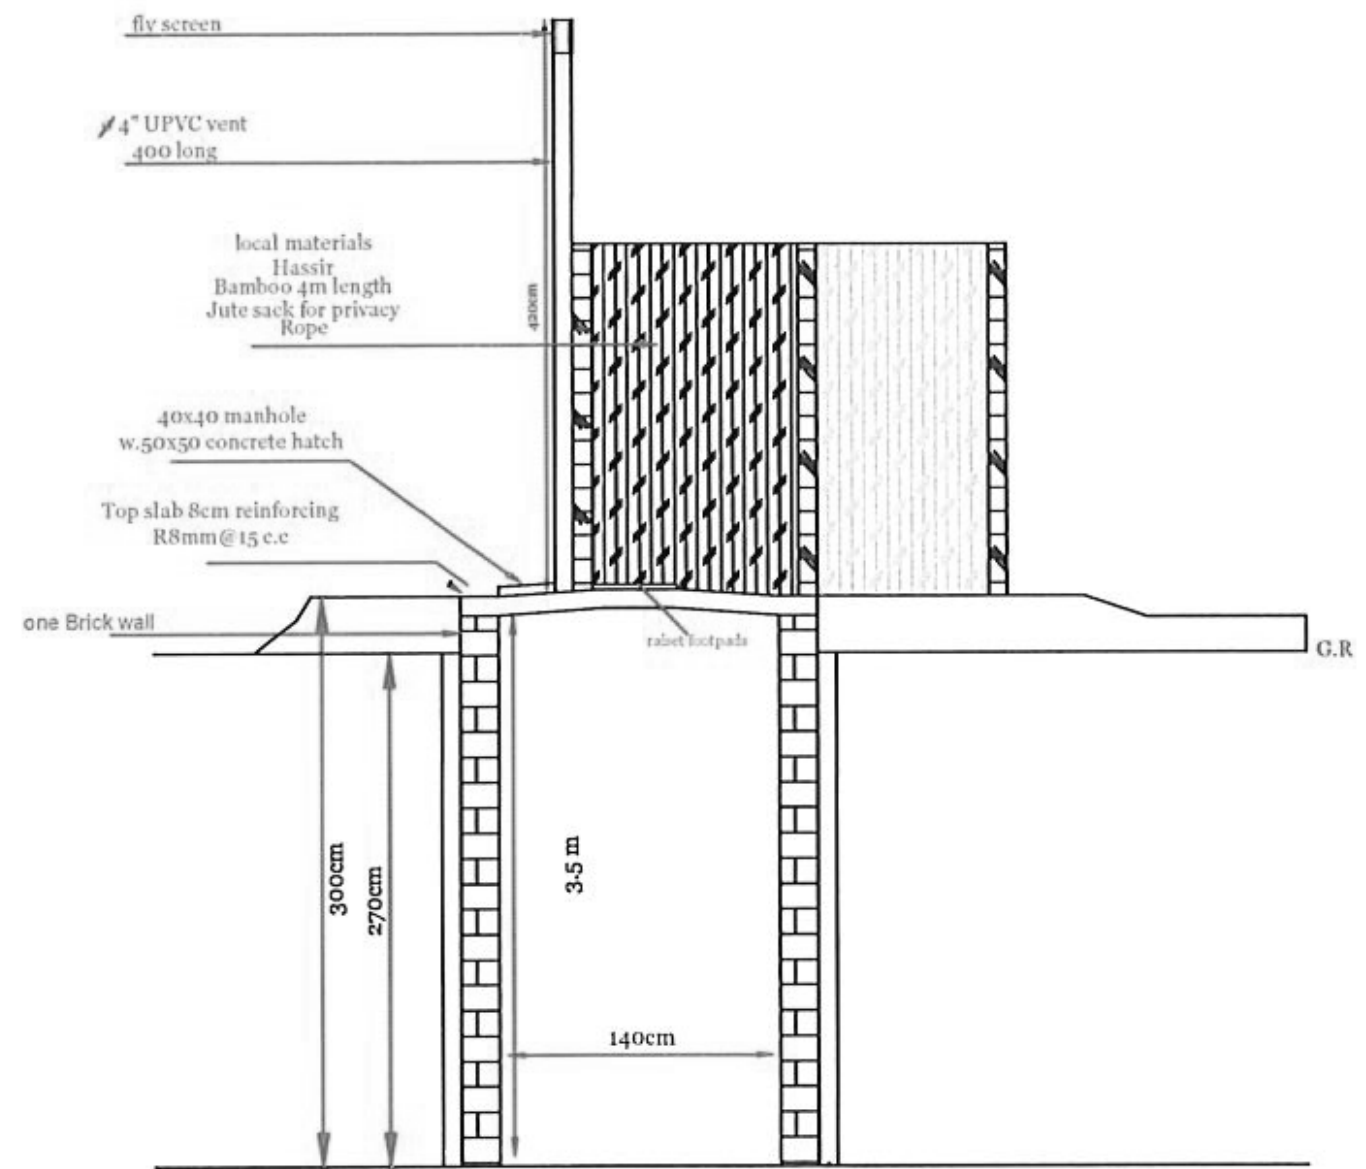 fly screen
4" UPVC vent
400 long
local materials
Hassir
Bamboo 4m length
Jute sack for privacy
Rope
420cm
40x40 manhole
w.50x50 concrete hatch
Top slab 8cm reinforcing
R8mm@15 c.c
one Brick wall
rabet footpads
G.R
300cm
270cm
3.5 m
140cm